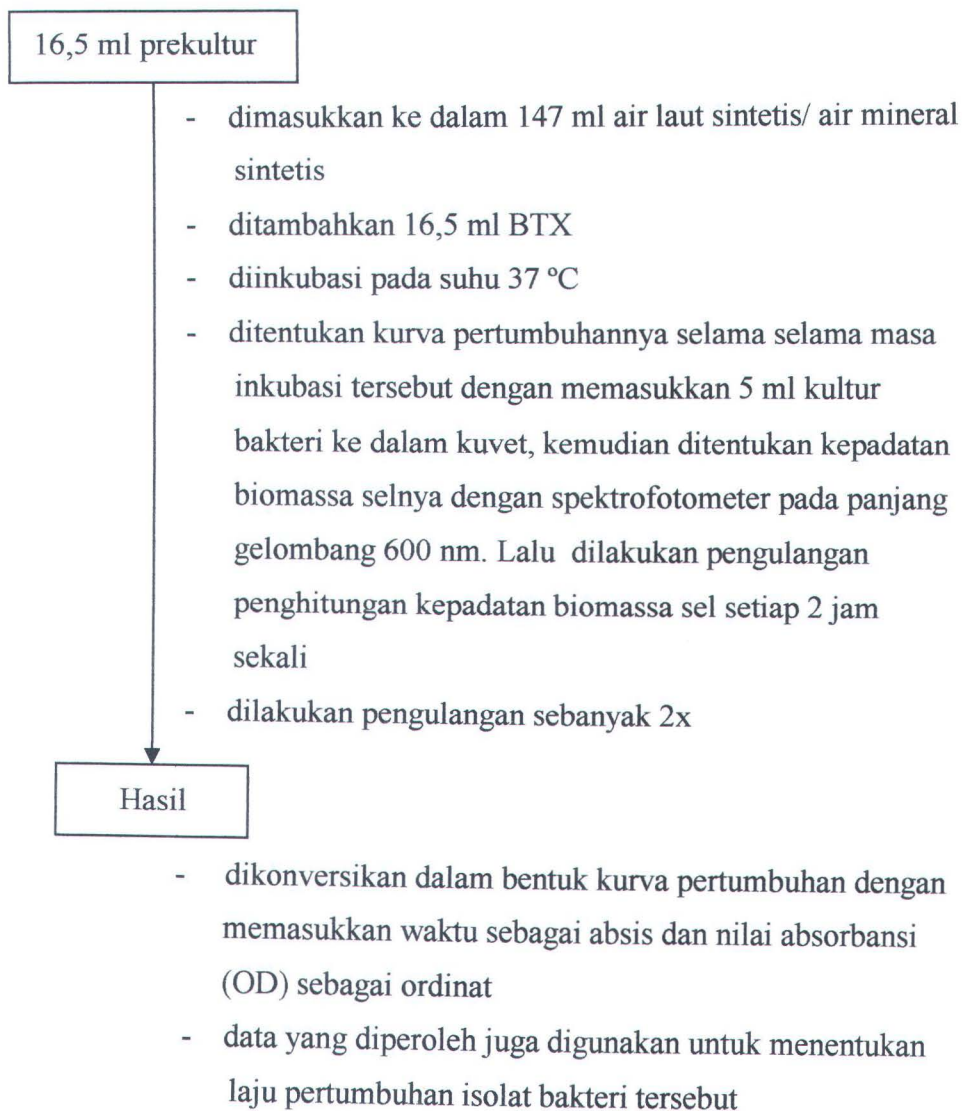 16,5 ml prekultur
- dimasukkan ke dalam 147 ml air laut sintetis/ air mineral
sintetis
- ditambahkan 16,5 ml BTX
- diinkubasi pada suhu 37 ºC
- ditentukan kurva pertumbuhannya selama selama masa
inkubasi tersebut dengan memasukkan 5 ml kultur
bakteri ke dalam kuvet, kemudian ditentukan kepadatan
biomassa selnya dengan spektrofotometer pada panjang
gelombang 600 nm. Lalu dilakukan pengulangan
penghitungan kepadatan biomassa sel setiap 2 jam
sekali
- dilakukan pengulangan sebanyak 2x
Hasil
- dikonversikan dalam bentuk kurva pertumbuhan dengan
memasukkan waktu sebagai absis dan nilai absorbansi
(OD) sebagai ordinat
- data yang diperoleh juga digunakan untuk menentukan
laju pertumbuhan isolat bakteri tersebut